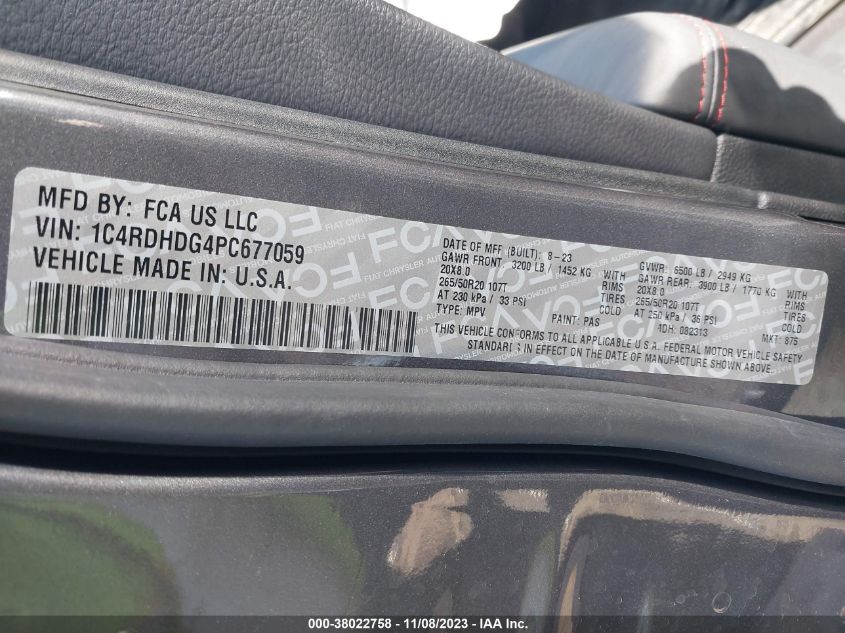 MFD BY: FCA US LLC
VIN: 1C4RDHDG4PC677059
VEHICLE MADE IN: U.S.A.
DATE OF MFR (BUILT): 8-23 GVWR: 6500 LB / 2949 KG
GAWR FRONT 3200 LB / 1452 KG WITH GAWR REAR: 3900 LB / 1770 KG WITH
20X8.0 RIMS 20X8.0 RIMS
265/50R20 107T TIRES 265/50R20 107T TIRES
AT 230 kPa / 33 PSI COLD AT 250 kPa / 36 PSI COLD
TYPE: MPV PAINT: PAS 4DH: 082313 MKT: 875
THIS VEHICLE CONFORMS TO ALL APPLICABLE U.S.A. FEDERAL MOTOR VEHICLE SAFETY
STANDARDS IN EFFECT ON THE DATE OF MANUFACTURE SHOWN ABOVE.
000-38022758 - 11/08/2023 - IAA Inc.